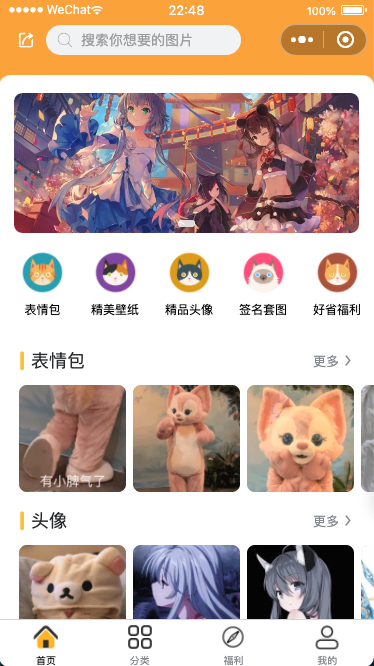 WeChat 22:48 100%
搜索你想要的图片
表情包 精美壁纸 精品头像 签名套图 好省福利
表情包 更多
有小脾气了
头像 更多
首页 分类 福利 我的